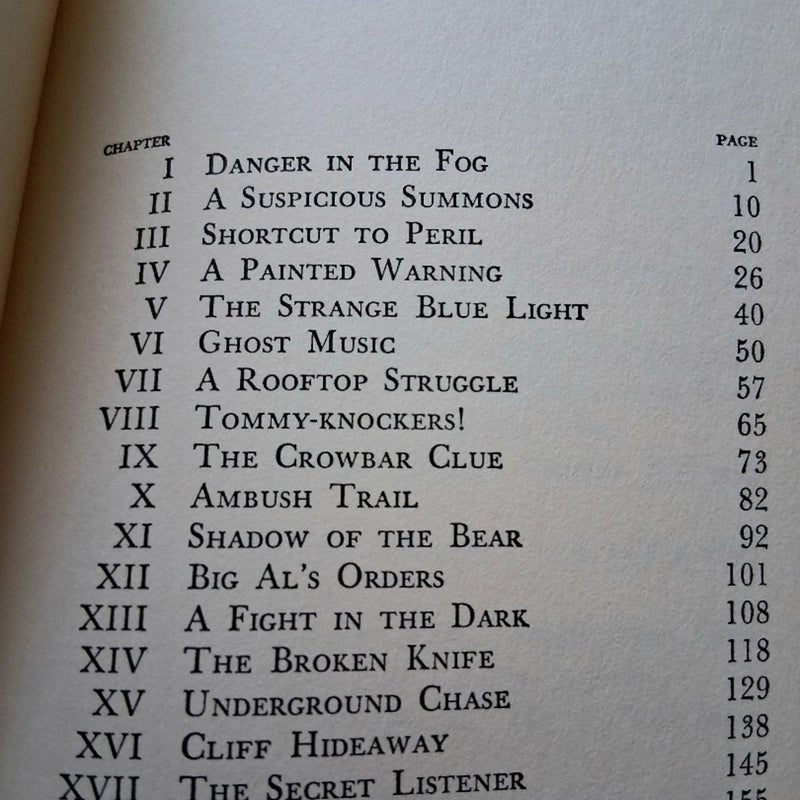 CHAPTER PAGE
I DANGER IN THE FOG 1
II A SUSPICIOUS SUMMONS 10
III SHORTCUT TO PERIL 20
IV A PAINTED WARNING 26
V THE STRANGE BLUE LIGHT 40
VI GHOST MUSIC 50
VII A ROOFTOP STRUGGLE 57
VIII TOMMY-KNOCKERS! 65
IX THE CROWBAR CLUE 73
X AMBUSH TRAIL 82
XI SHADOW OF THE BEAR 92
XII BIG AL'S ORDERS 101
XIII A FIGHT IN THE DARK 108
XIV THE BROKEN KNIFE 118
XV UNDERGROUND CHASE 129
XVI CLIFF HIDEAWAY 138
XVII THE SECRET LISTENER 145